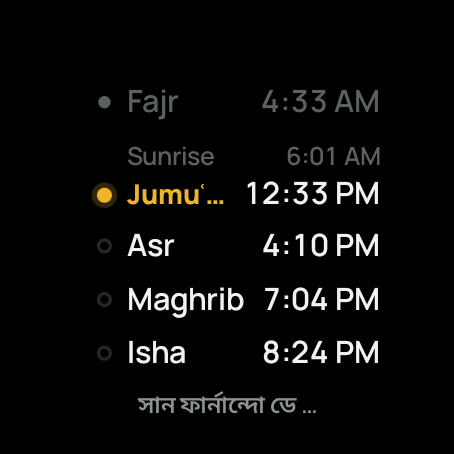 Fajr 4:33 AM
Sunrise 6:01 AM
Jumuʿ... 12:33 PM
Asr 4:10 PM
Maghrib 7:04 PM
Isha 8:24 PM
সান ফার্নান্দো ডে ...